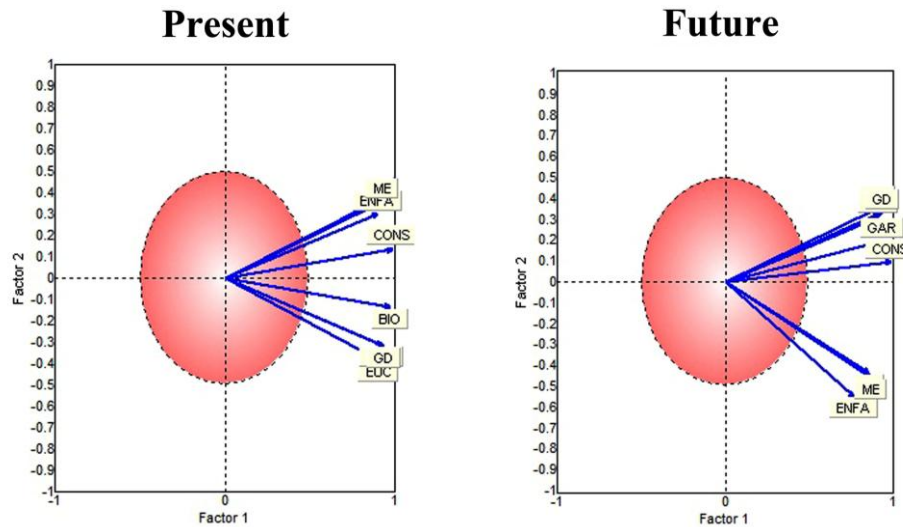 Present
1
0.9
0.8
0.7
0.6
0.5
0.4
0.3
0.2
0.1
0
-0.1
-0.2
-0.3
-0.4
-0.5
-0.6
-0.7
-0.8
-0.9
-1
Factor 2
ME
ENFA
CONS
BIO
GD
EUC
-1
0
1
Factor 1
Future
1
0.9
0.8
0.7
0.6
0.5
0.4
0.3
0.2
0.1
0
-0.1
-0.2
-0.3
-0.4
-0.5
-0.6
-0.7
-0.8
-0.9
-1
Factor 2
GD
GAR
CONS
ME
ENFA
-1
0
1
Factor 1